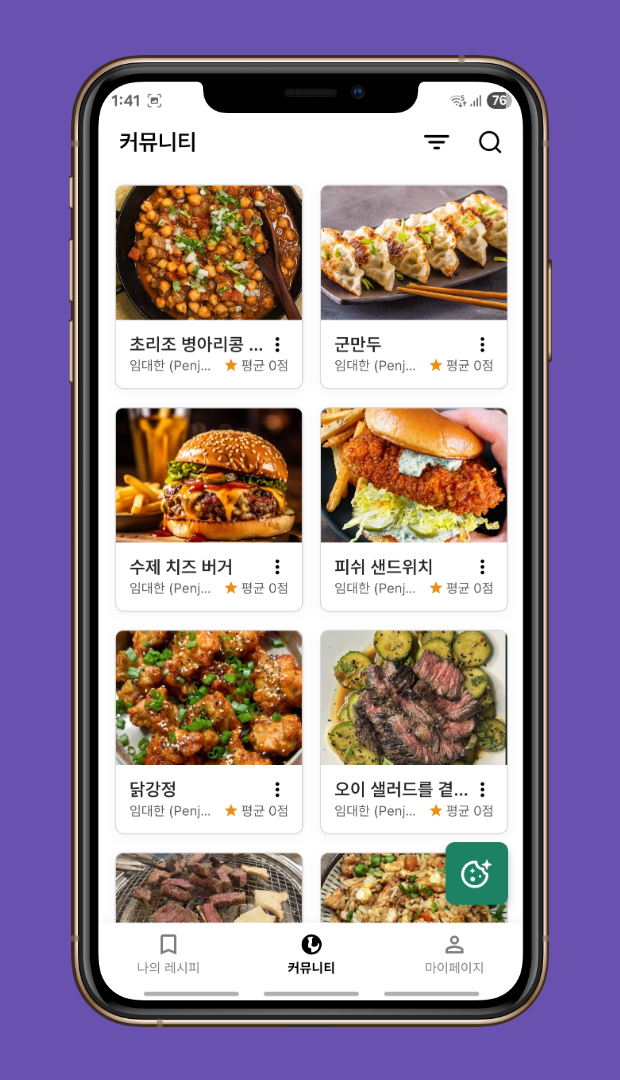 1:41
76
커뮤니티
초리조 병아리콩 ...
임대한 (Penj... 평균 0점
군만두
임대한 (Penj... 평균 0점
수제 치즈 버거
임대한 (Penj... 평균 0점
피쉬 샌드위치
임대한 (Penj... 평균 0점
닭강정
임대한 (Penj... 평균 0점
오이 샐러드를 곁...
임대한 (Penj... 평균 0점
나의 레시피
커뮤니티
마이페이지